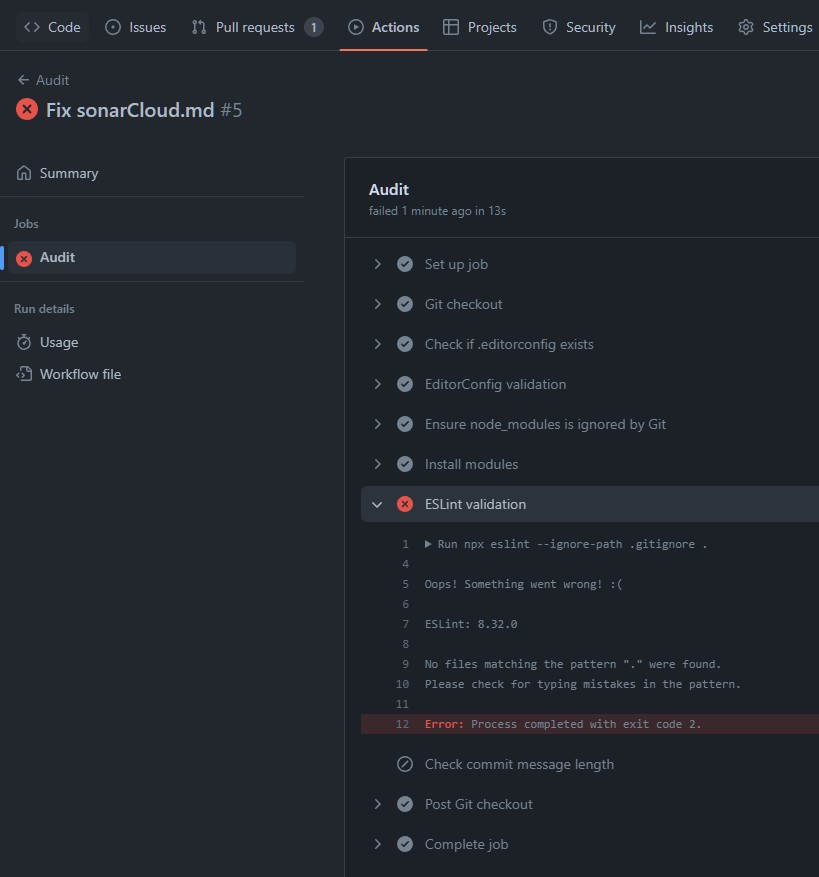 Code Issues Pull requests 1 Actions Projects Security Insights Settings
Audit
Fix sonarCloud.md #5
Summary
Jobs
Audit
Run details
Usage
Workflow file
Audit
failed 1 minute ago in 13s
Set up job
Git checkout
Check if .editorconfig exists
EditorConfig validation
Ensure node_modules is ignored by Git
Install modules
ESLint validation
1 Run npx eslint --ignore-path .gitignore .
4
5 Oops! Something went wrong! :(
6
7 ESLint: 8.32.0
8
9 No files matching the pattern "." were found.
10 Please check for typing mistakes in the pattern.
11
12 Error: Process completed with exit code 2.
Check commit message length
Post Git checkout
Complete job